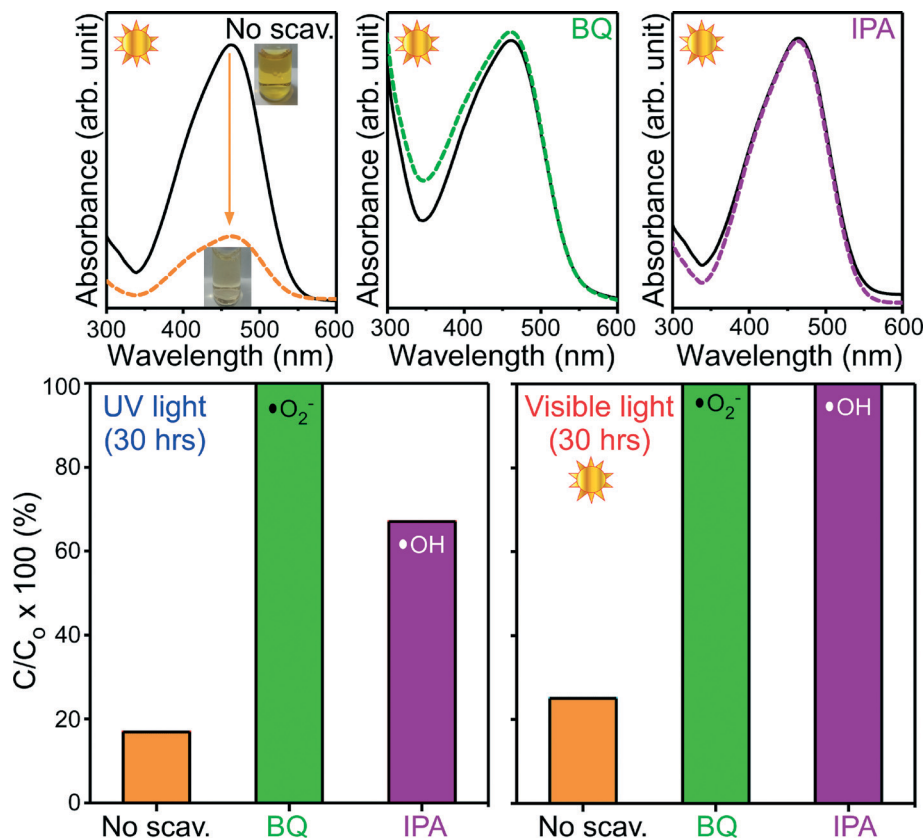 No scav.
Absorbance (arb. unit)
300 400 500 600
Wavelength (nm)
BQ
Absorbance (arb. unit)
300 400 500 600
Wavelength (nm)
IPA
Absorbance (arb. unit)
300 400 500 600
Wavelength (nm)
C/Co x 100 (%)
100
80
60
40
20
0
UV light
(30 hrs)
•O2-
•OH
No scav. BQ IPA
Visible light
(30 hrs)
•O2-
•OH
No scav. BQ IPA